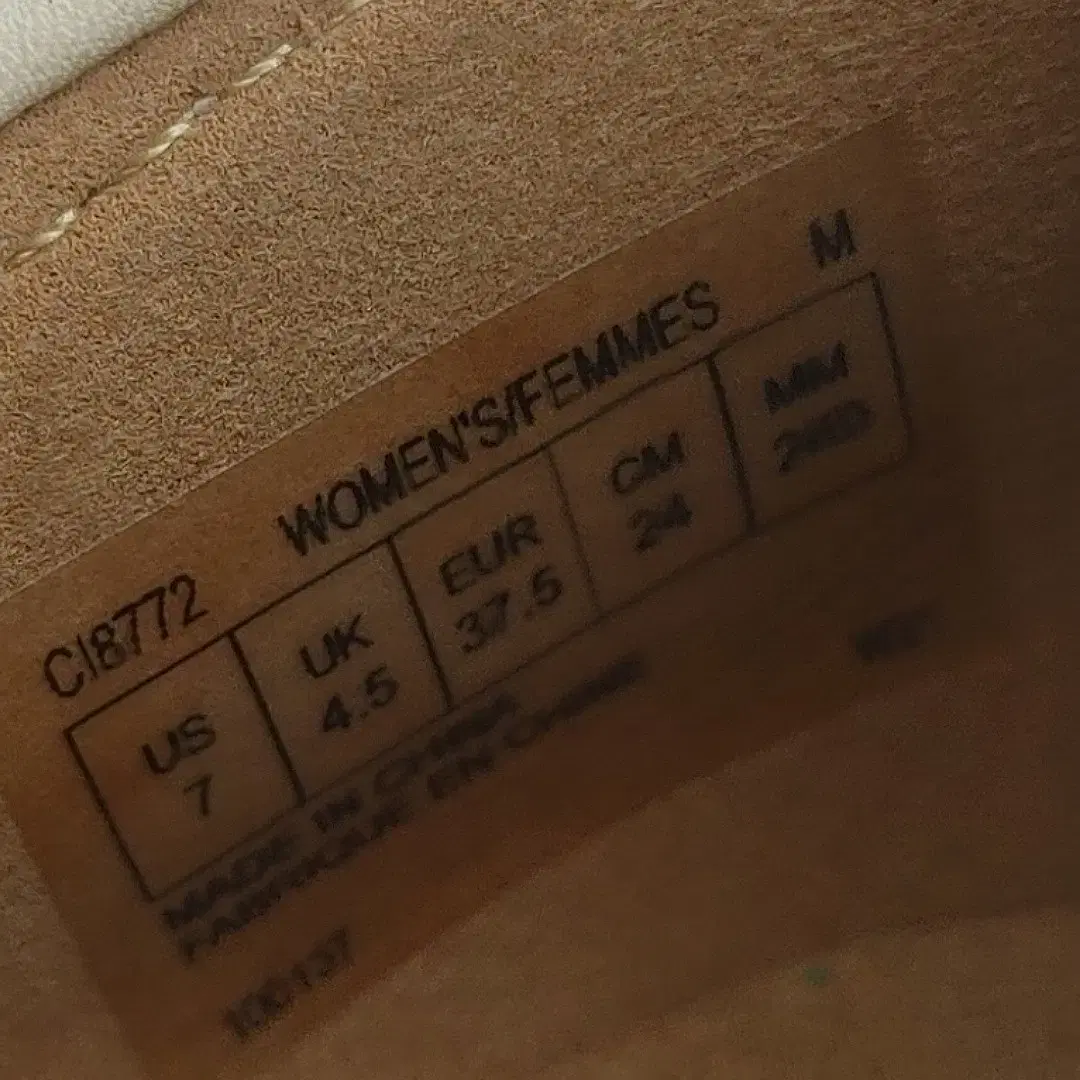 CI8772 WOMEN'S/FEMMES M
US UK EUR CM MM
7 4.5 37.5 24 240
MADE IN CHINA
FABRIQUE EN CHINE